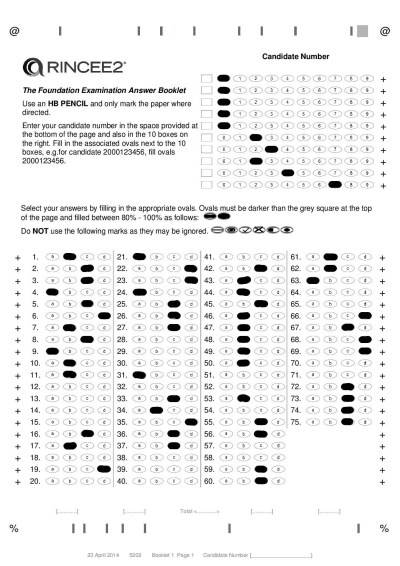 @ @
RINCEE2
Candidate Number
The Foundation Examination Answer Booklet
Use an HB PENCIL and only mark the paper where
directed.
Enter your candidate number in the space provided at
the bottom of the page and also in the 10 boxes on
the right. Fill in the associated ovals next to the 10
boxes, e.g.for candidate 2000123456, fill ovals
2000123456.
Select your answers by filling in the appropriate ovals. Ovals must be darker than the grey square at the top
of the page and filled between 80% - 100% as follows:
Do NOT use the following marks as they may be ignored.
+ 1. a c d 21. a c d 41. a b c d 61. a c d +
+ 2. 22. 42. 62. +
+ 3. 23. 43. 63. +
+ 4. 24. 44. 64. +
+ 5. 25. 45. 65. +
+ 6. 26. 46. 66. +
+ 7. 27. 47. 67. +
+ 8. 28. 48. 68. +
+ 9. 29. 49. 69. +
+ 10. 30. 50. 70. +
+ 11. 31. 51. 71. +
+ 12. 32. 52. 72. +
+ 13. 33. 53. 73. +
+ 14. 34. 54. 74. +
+ 15. 35. 55. 75. +
+ 16. 36. 56. +
+ 17. 37. 57. +
+ 18. 38. 58. +
+ 19. 39. 59. +
+ 20. 40. 60. +
% %
23 April 2014 Booklet 1 Page 1 Candidate Number [